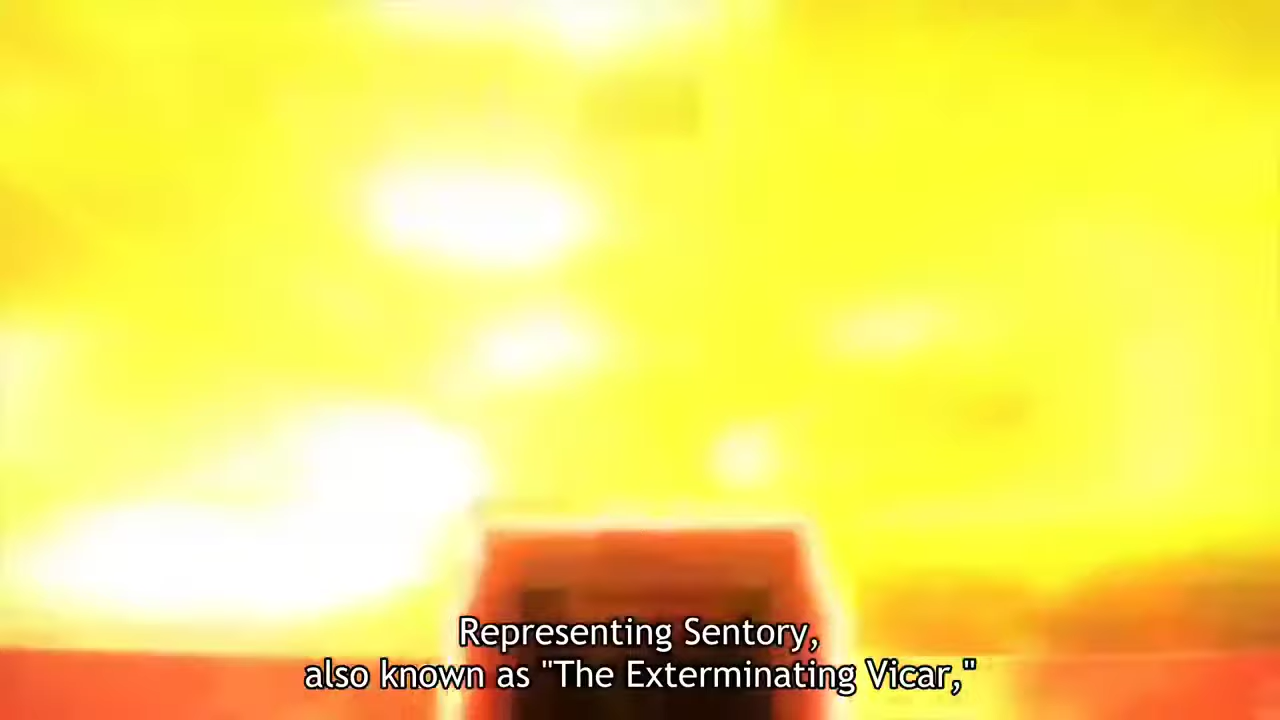 Representing Sentory,
also known as "The Exterminating Vicar,"